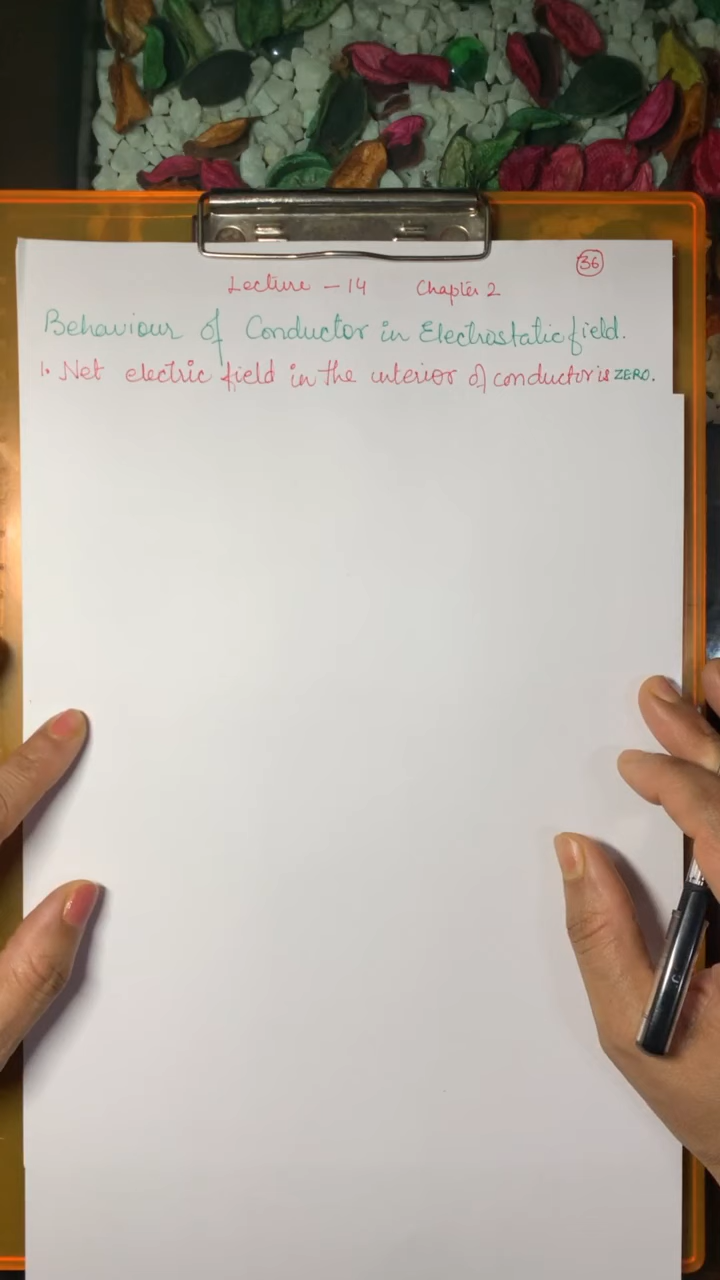 36
Lecture - 14 Chapter 2
Behaviour of Conductor in Electrostatic field.
1. Net electric field in the interior of conductor is ZERO.